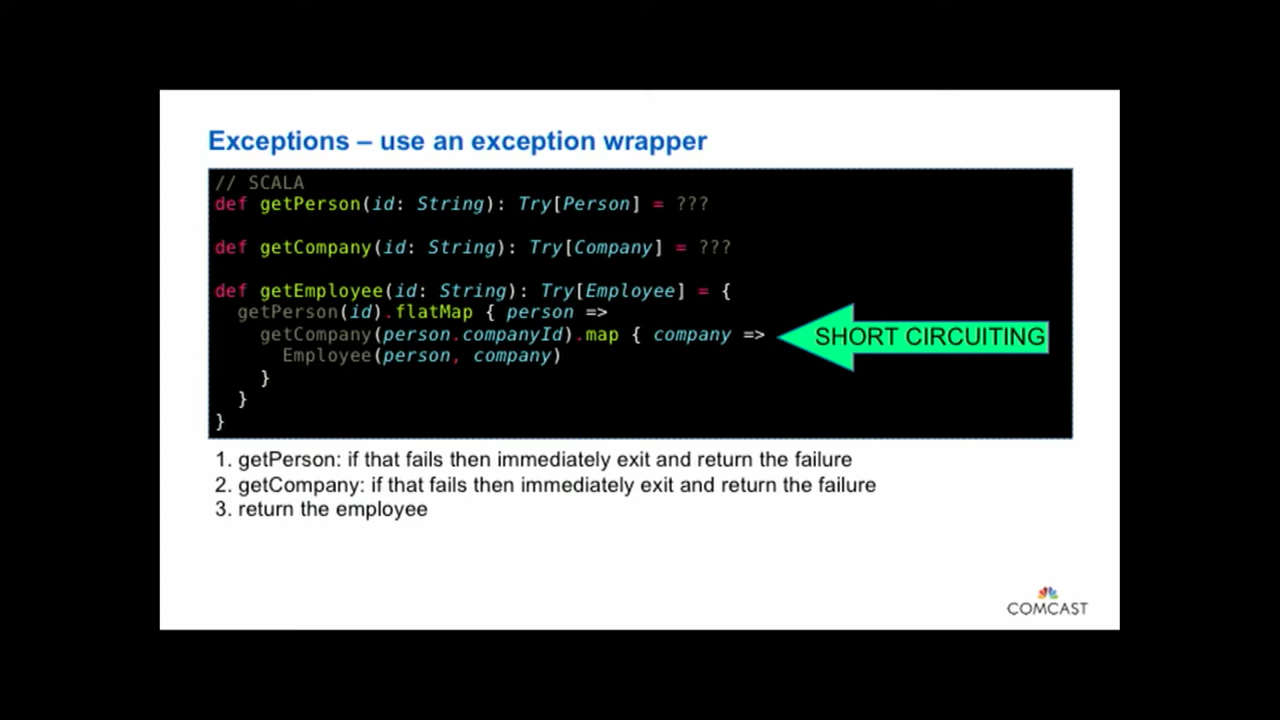 Exceptions – use an exception wrapper
// SCALA
def getPerson(id: String): Try[Person] = ???
def getCompany(id: String): Try[Company] = ???
def getEmployee(id: String): Try[Employee] = {
getPerson(id).flatMap { person =>
getCompany(person.companyId).map { company =>
SHORT CIRCUITING
Employee(person, company)
}
}
}
1. getPerson: if that fails then immediately exit and return the failure
2. getCompany: if that fails then immediately exit and return the failure
3. return the employee
COMCAST